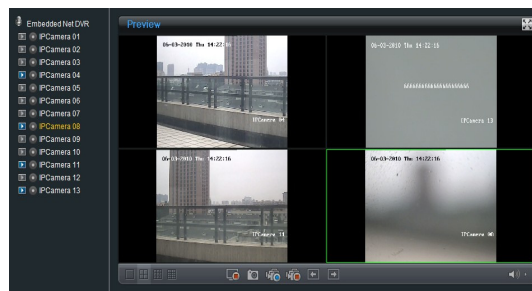 Embedded Net DVR
Preview
IPCamera 01
IPCamera 02
IPCamera 03
IPCamera 04
IPCamera 05
IPCamera 06
IPCamera 07
IPCamera 08
IPCamera 09
IPCamera 10
IPCamera 11
IPCamera 12
IPCamera 13
06-03-2010 Thu 14:22:16
IPCamera 04
06-03-2010 Thu 14:22:16
IPCamera 13
06-03-2010 Thu 14:22:16
IPCamera 11
06-03-2010 Thu 14:22:16
IPCamera 08